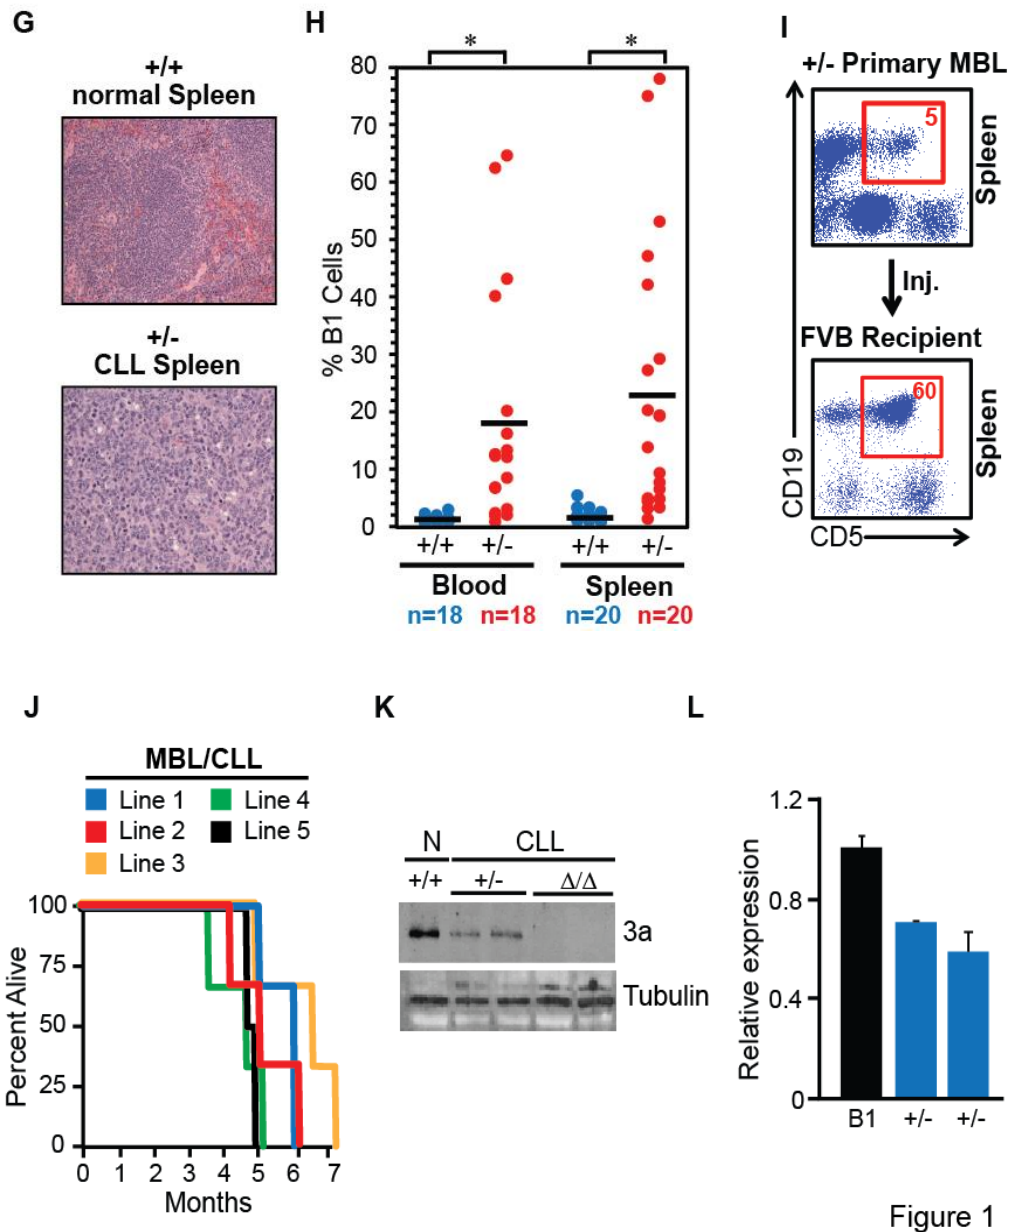 G
+/+
normal Spleen
+/-
CLL Spleen
H
*
*
80
70
60
50
40
30
20
10
0
% B1 Cells
+/+ +/- +/+ +/-
Blood Spleen
n=18 n=18 n=20 n=20
I
+/- Primary MBL
5
Spleen
Inj.
FVB Recipient
60
Spleen
CD19
CD5
J
MBL/CLL
Line 1 Line 4
Line 2 Line 5
Line 3
100
75
50
25
0
Percent Alive
0 1 2 3 4 5 6 7
Months
K
N CLL
+/+ +/- Δ/Δ
3a
Tubulin
L
1.2
0.8
0.4
0
Relative expression
B1 +/- +/-
Figure 1